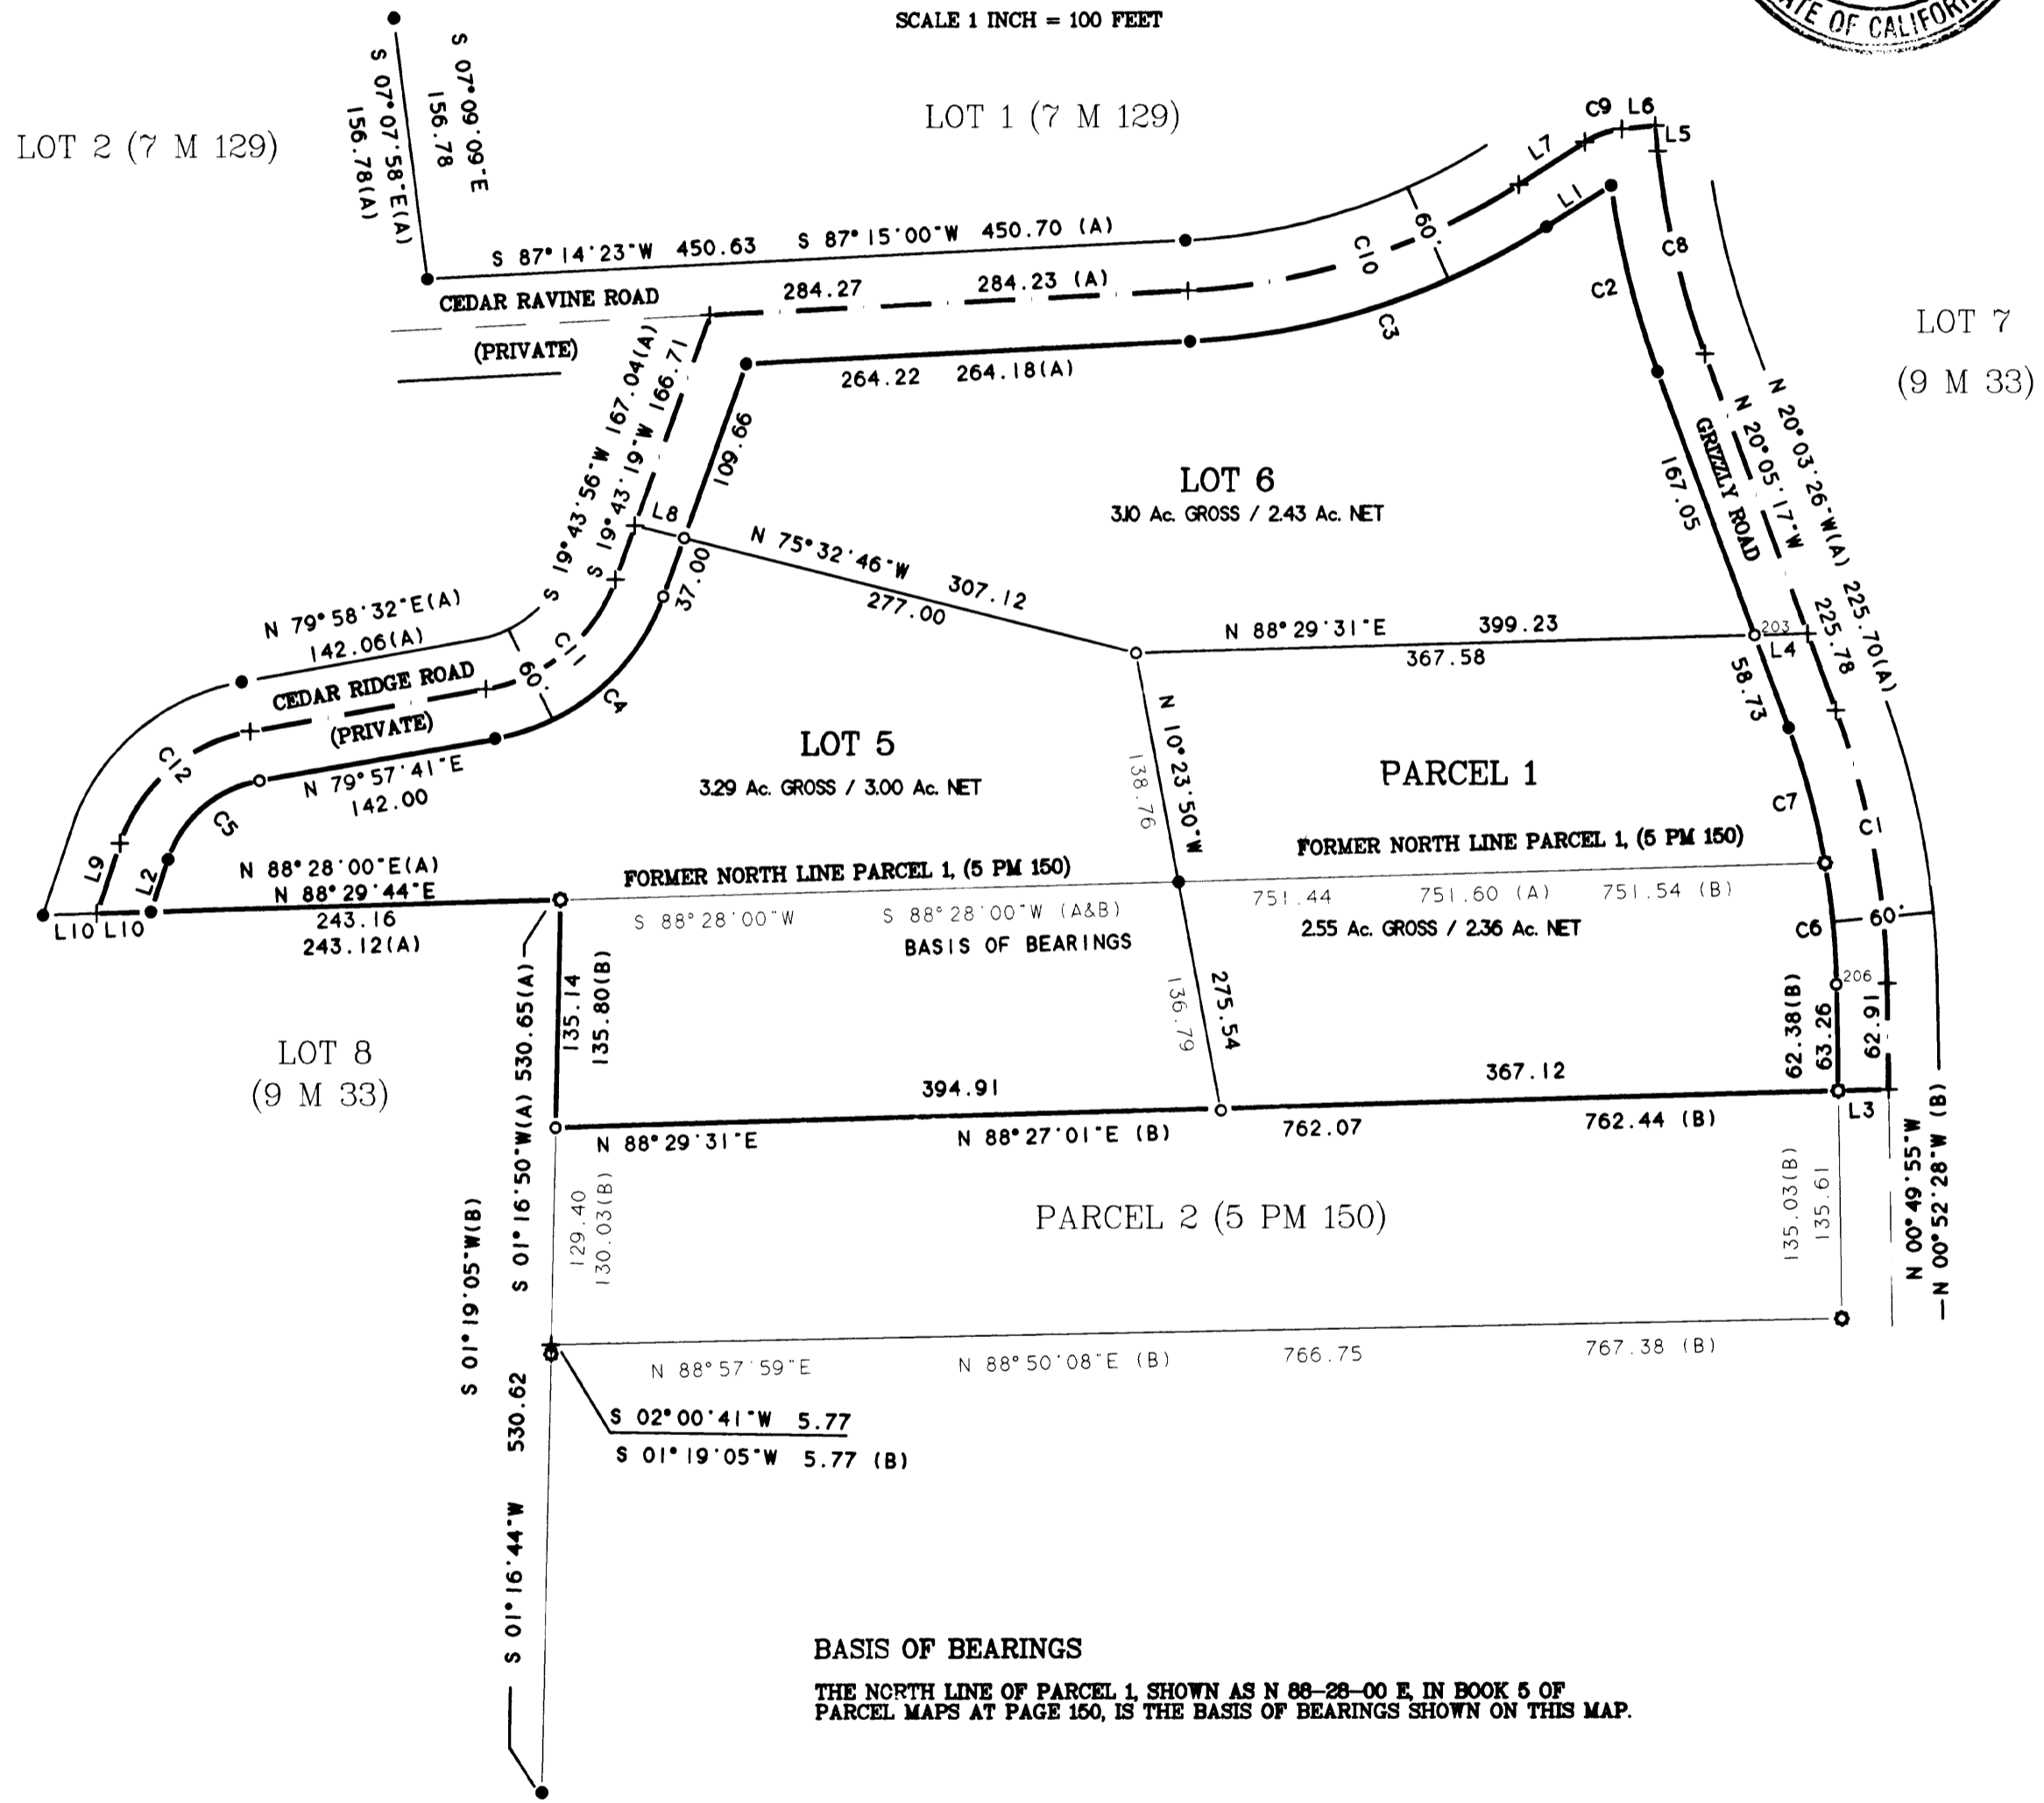 SCALE 1 INCH = 100 FEET
ATE OF CALIFORN
S 07°09'09"E
156.78
S 07°07'58"E(A)
156.78(A)
LOT 2 (7 M 129)
LOT 1 (7 M 129)
C9 L6
L5
L7
L1
C8
C2
60'
C10
C3
S 87°14'23"W 450.63 S 87°15'00"W 450.70 (A)
CEDAR RAVINE ROAD
(PRIVATE)
284.27 284.23 (A)
264.22 264.18(A)
LOT 7
(9 M 33)
S 19°43'56"W 167.04(A)
S 19°43'19"W 166.71
109.66
L8
37.00
LOT 6
3.10 Ac. GROSS / 2.43 Ac. NET
N 75°32'46"W 307.12
277.00
N 88°29'31"E 399.23
367.58
167.05
GRIZZLY ROAD
N 20°05'17"W 225.78
N 20°03'26"W(A) 225.70(A)
203
L4
58.73
N 79°58'32"E(A)
142.06(A)
CEDAR RIDGE ROAD
(PRIVATE)
60'
C11
C4
N 79°57'41"E
142.00
C12
C5
L9
L2
L10 L10
LOT 5
3.29 Ac. GROSS / 3.00 Ac. NET
N 10°23'50"W
138.76
PARCEL 1
C7
C1
FORMER NORTH LINE PARCEL 1, (5 PM 150)
FORMER NORTH LINE PARCEL 1, (5 PM 150)
N 88°28'00"E(A)
N 88°29'44"E
243.16
243.12(A)
S 88°28'00"W S 88°28'00"W (A&B)
BASIS OF BEARINGS
751.44 751.60 (A) 751.54 (B)
2.55 Ac. GROSS / 2.36 Ac. NET
60'
C6
206
136.79
275.54
62.38(B)
63.26
62.91
135.14
135.80(B)
LOT 8
(9 M 33)
394.91
367.12
N 88°29'31"E N 88°27'01"E (B) 762.07 762.44 (B)
L3
S 01°16'50"W(A) 530.65(A)
S 01°19'05"W(B)
129.40
130.03(B)
PARCEL 2 (5 PM 150)
135.03(B)
135.61
N 00°49'55"W
N 00°52'28"W (B)
N 88°57'59"E N 88°50'08"E (B) 766.75 767.38 (B)
S 02°00'41"W 5.77
S 01°19'05"W 5.77 (B)
S 01°16'44"W 530.62
BASIS OF BEARINGS
THE NORTH LINE OF PARCEL 1, SHOWN AS N 88-28-00 E, IN BOOK 5 OF
PARCEL MAPS AT PAGE 150, IS THE BASIS OF BEARINGS SHOWN ON THIS MAP.